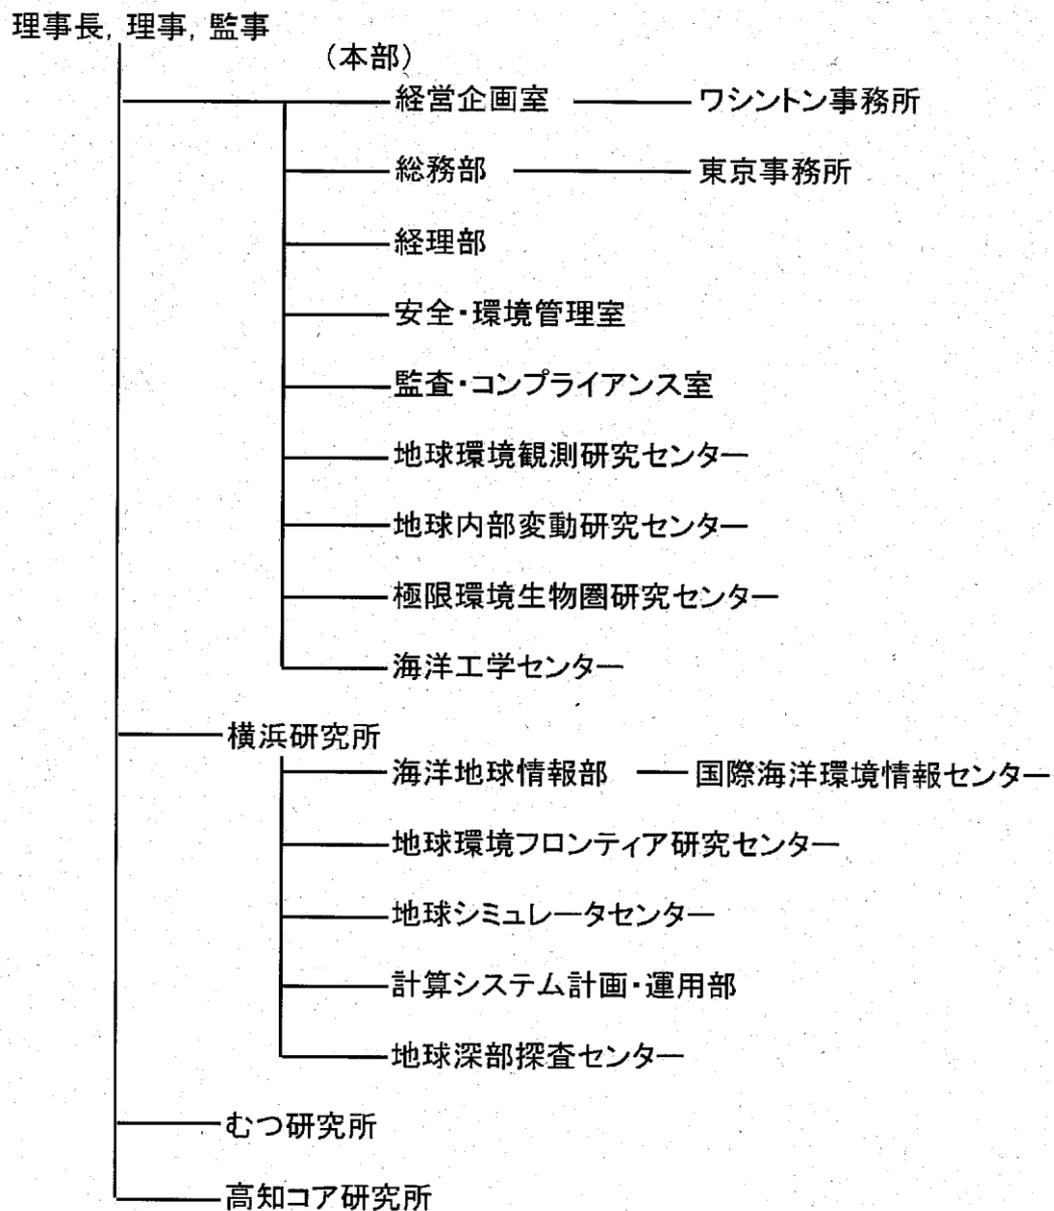 理事長, 理事, 監事
（本部）
経営企画室 ワシントン事務所
総務部 東京事務所
経理部
安全・環境管理室
監査・コンプライアンス室
地球環境観測研究センター
地球内部変動研究センター
極限環境生物圏研究センター
海洋工学センター
横浜研究所
海洋地球情報部 国際海洋環境情報センター
地球環境フロンティア研究センター
地球シミュレータセンター
計算システム計画・運用部
地球深部探査センター
むつ研究所
高知コア研究所